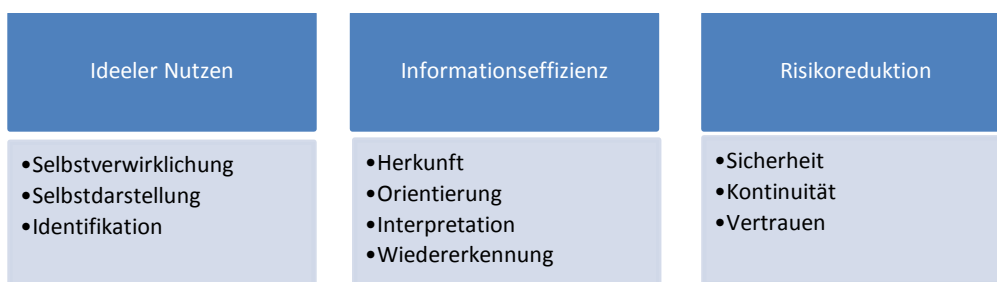 Ideeler Nutzen
•Selbstverwirklichung
•Selbstdarstellung
•Identifikation
Informationseffizienz
•Herkunft
•Orientierung
•Interpretation
•Wiedererkennung
Risikoreduktion
•Sicherheit
•Kontinuität
•Vertrauen